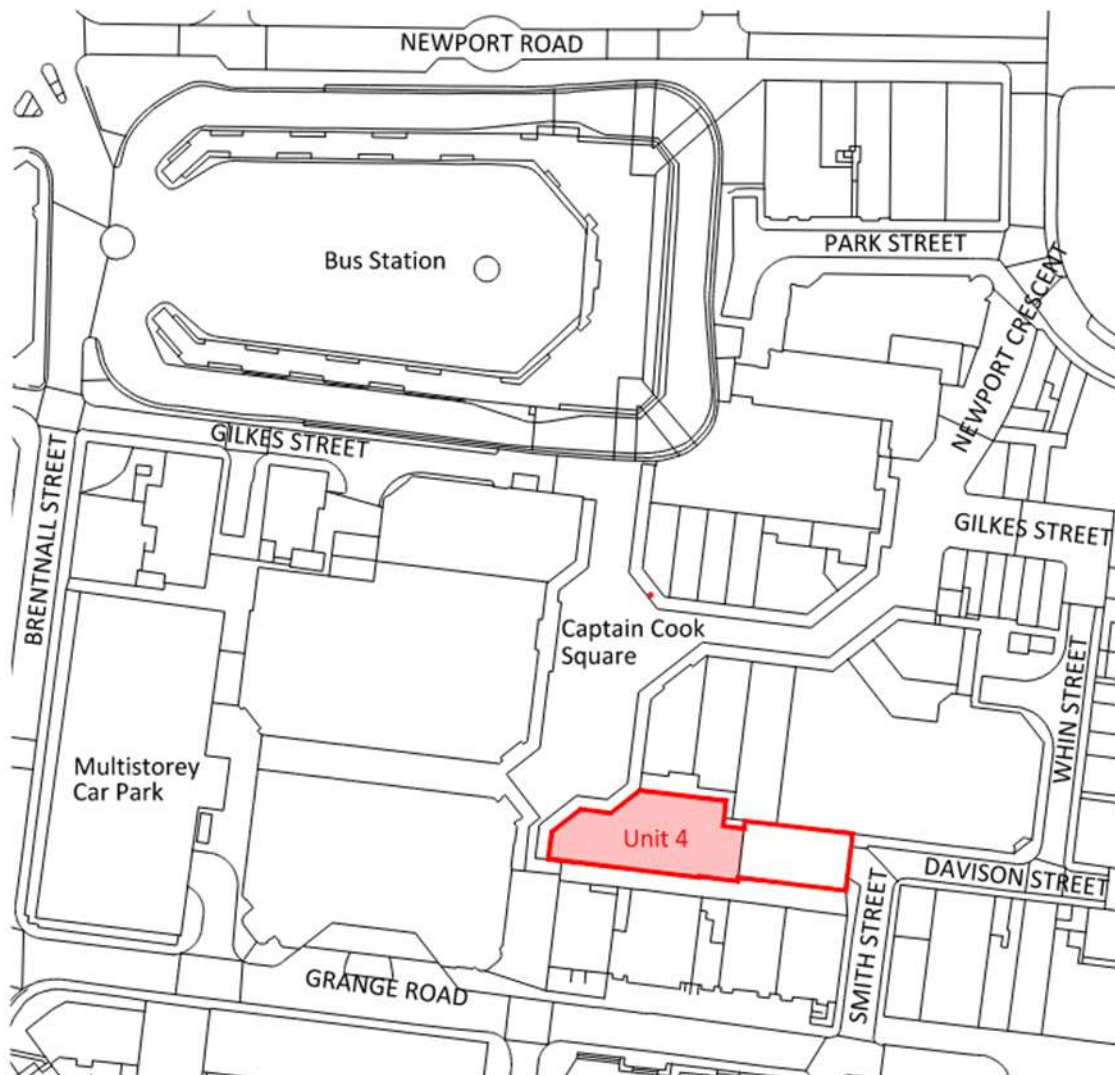 NEWPORT ROAD
PARK STREET
Bus Station
NEWPORT CRESCENT
GILKES STREET
BRENTNALL STREET
GILKES STREET
Captain Cook
Square
WHIN STREET
Multistorey
Car Park
Unit 4
DAVISON STREET
SMITH STREET
GRANGE ROAD